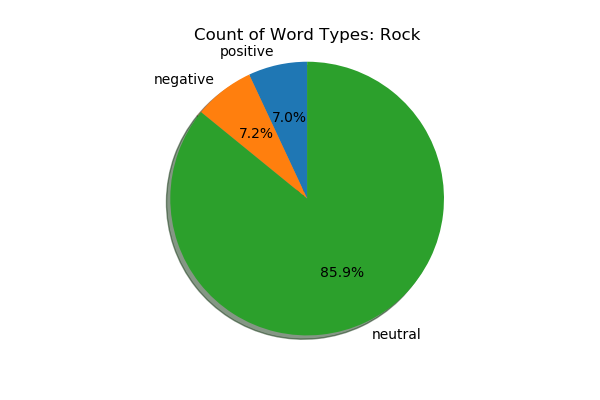 Count of Word Types: Rock
positive
negative
7.0%
7.2%
85.9%
neutral